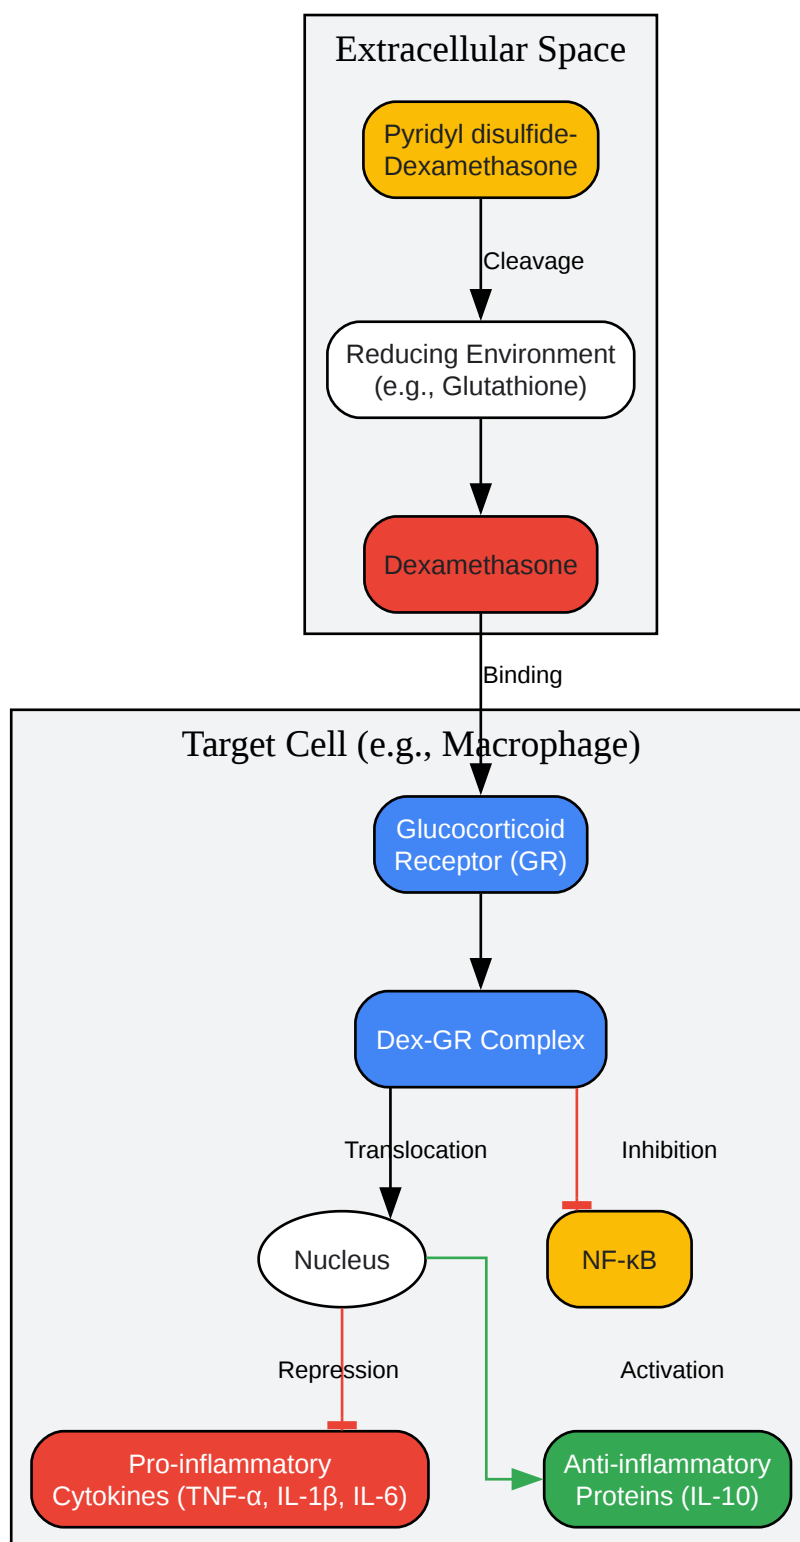 Extracellular Space
Pyridyl disulfide-
Dexamethasone
Cleavage
Reducing Environment
(e.g., Glutathione)
Dexamethasone
Binding
Target Cell (e.g., Macrophage)
Glucocorticoid
Receptor (GR)
Dex-GR Complex
Translocation
Inhibition
Nucleus
NF-κB
Repression
Activation
Pro-inflammatory
Cytokines (TNF-α, IL-1β, IL-6)
Anti-inflammatory
Proteins (IL-10)